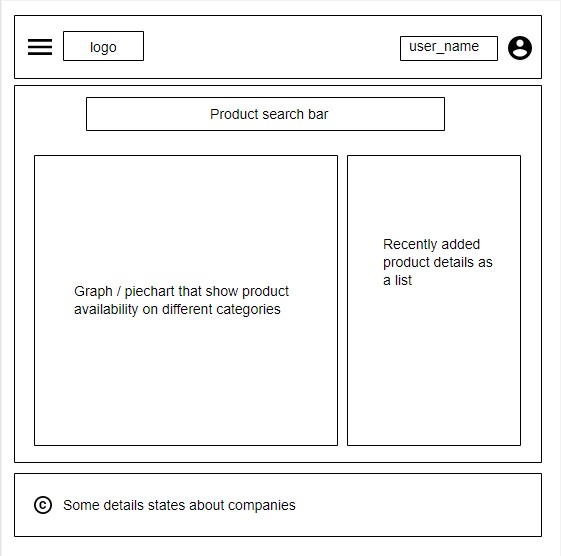 logo
user_name
Product search bar
Graph / piechart that show product
availability on different categories
Recently added
product details as
a list
© Some details states about companies